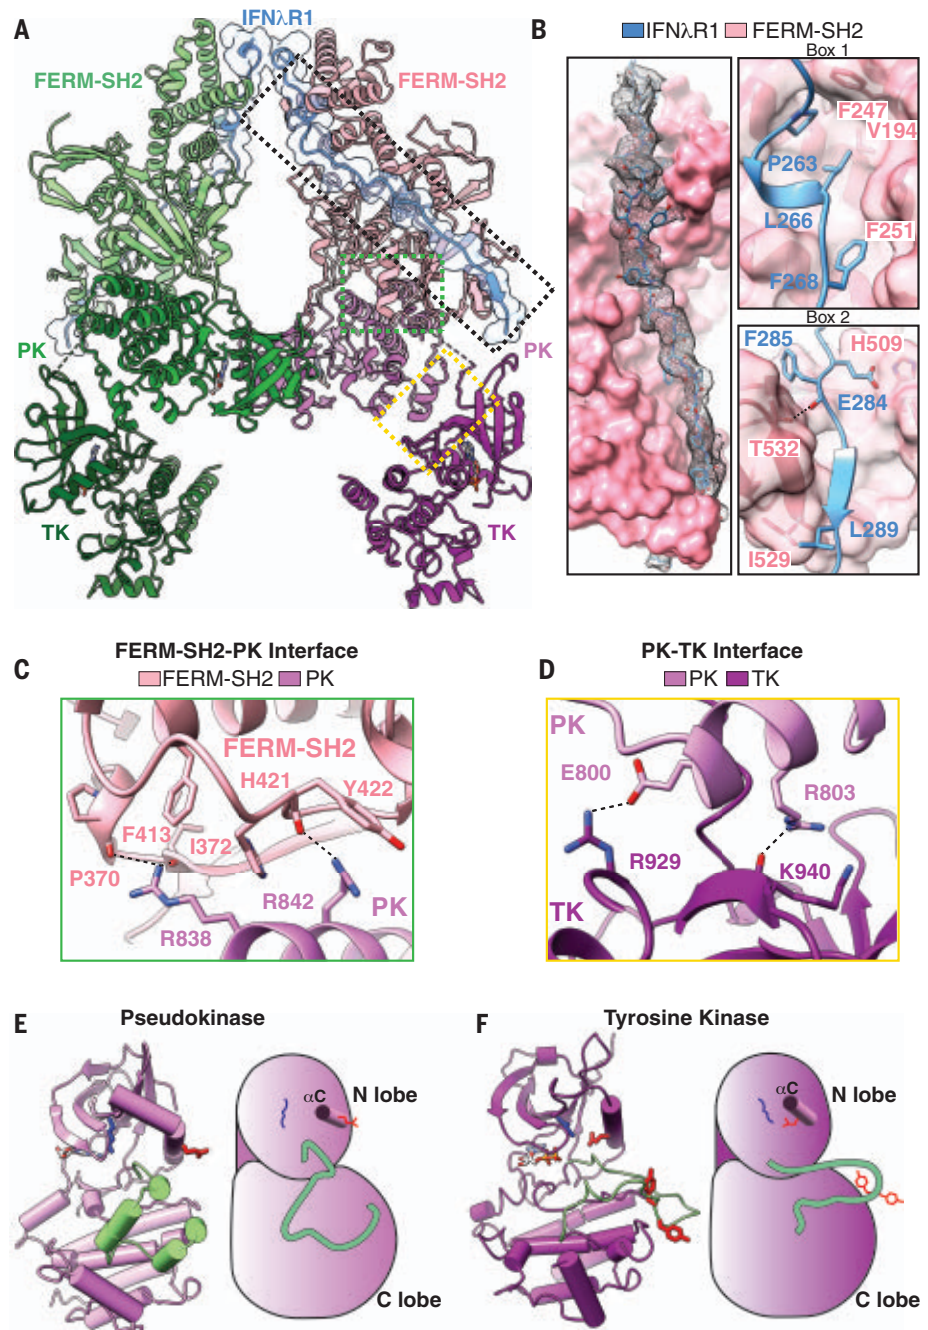 A
IFNλR1
FERM-SH2
FERM-SH2
PK
PK
TK
TK
B
IFNλR1 FERM-SH2
Box 1
F247
V194
P263
L266
F251
F268
Box 2
F285
H509
E284
T532
L289
I529
C
FERM-SH2-PK Interface
FERM-SH2 PK
FERM-SH2
H421
Y422
F413
I372
P370
R842
PK
R838
D
PK-TK Interface
PK TK
PK
E800
R803
R929
K940
TK
E
Pseudokinase
αC
N lobe
C lobe
F
Tyrosine Kinase
αC
N lobe
C lobe